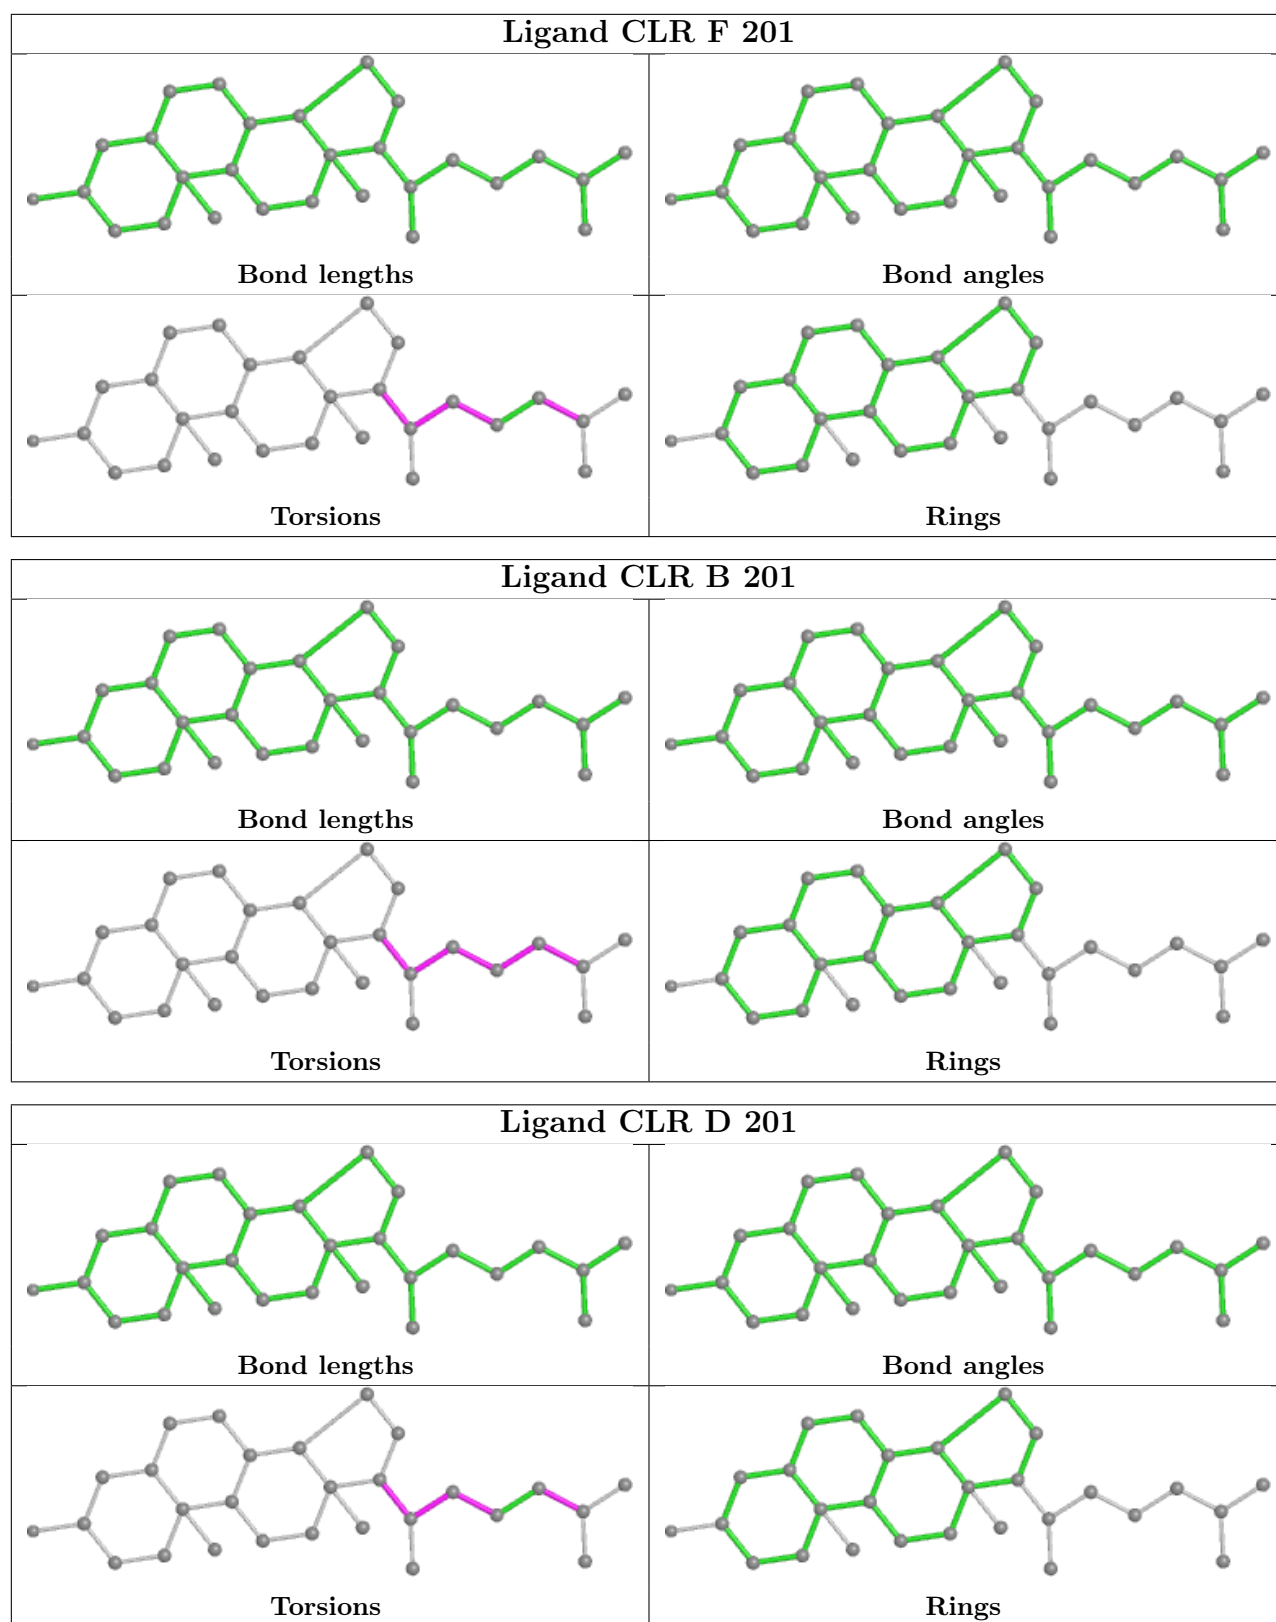 Ligand CLR F 201
Bond lengths
Bond angles
Torsions
Rings
Ligand CLR B 201
Bond lengths
Bond angles
Torsions
Rings
Ligand CLR D 201
Bond lengths
Bond angles
Torsions
Rings